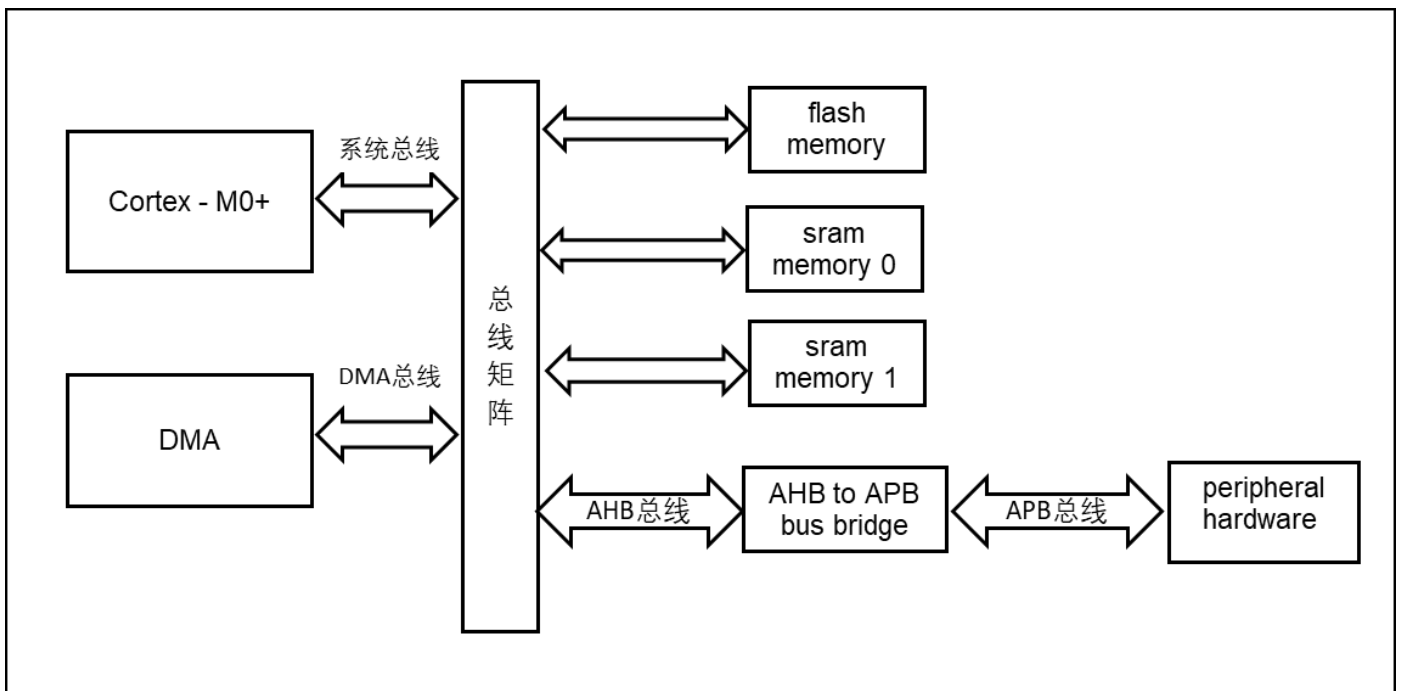 Cortex - M0+
系统总线
DMA
DMA总线
总
线
矩
阵
flash
memory
sram
memory 0
sram
memory 1
AHB总线
AHB to APB
bus bridge
APB总线
peripheral
hardware